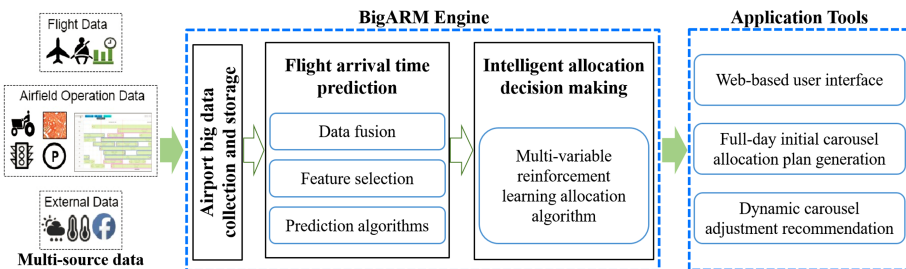 Flight Data
Airfield Operation Data
P
External Data
Multi-source data
BigARM Engine
Airport big data
collection and storage
Flight arrival time
prediction
Data fusion
Feature selection
Prediction algorithms
Intelligent allocation
decision making
Multi-variable
reinforcement
learning allocation
algorithm
Application Tools
Web-based user interface
Full-day initial carousel
allocation plan generation
Dynamic carousel
adjustment recommendation